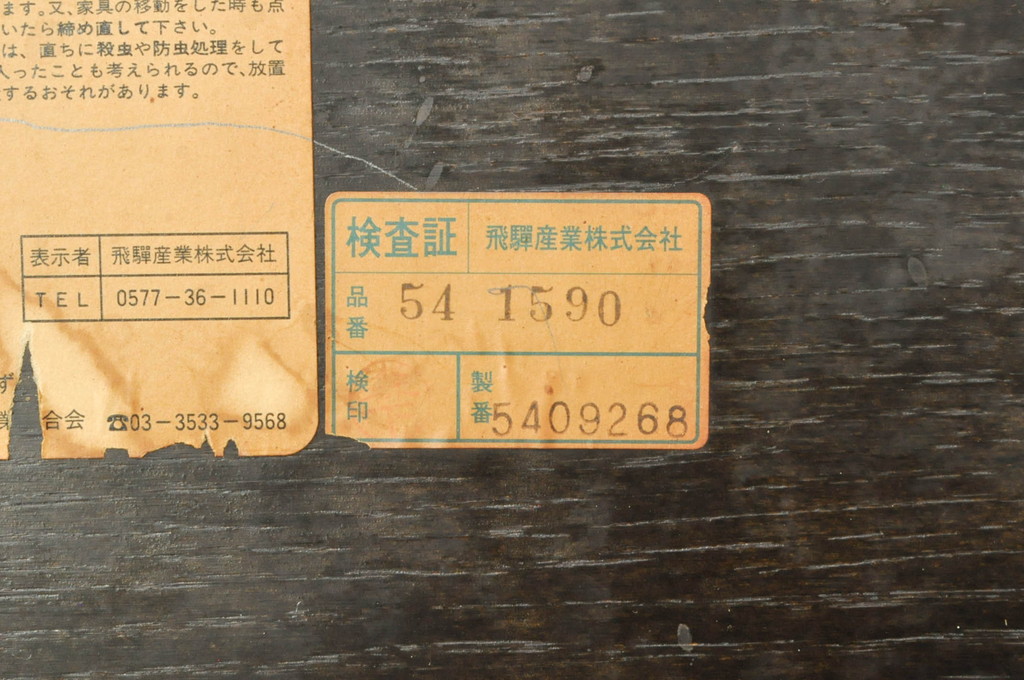 ます。又、家具の移動をした時も点
いたら締め直して下さい。
は、直ちに殺虫や防虫処理をして
入ったことも考えられるので、放置
するおそれがあります。
表示者 飛驒産業株式会社
TEL 0577-36-1110
合会 ☎03-3533-9568
検査証 飛驒産業株式会社
品番 54 1590
検印 製番 5409268